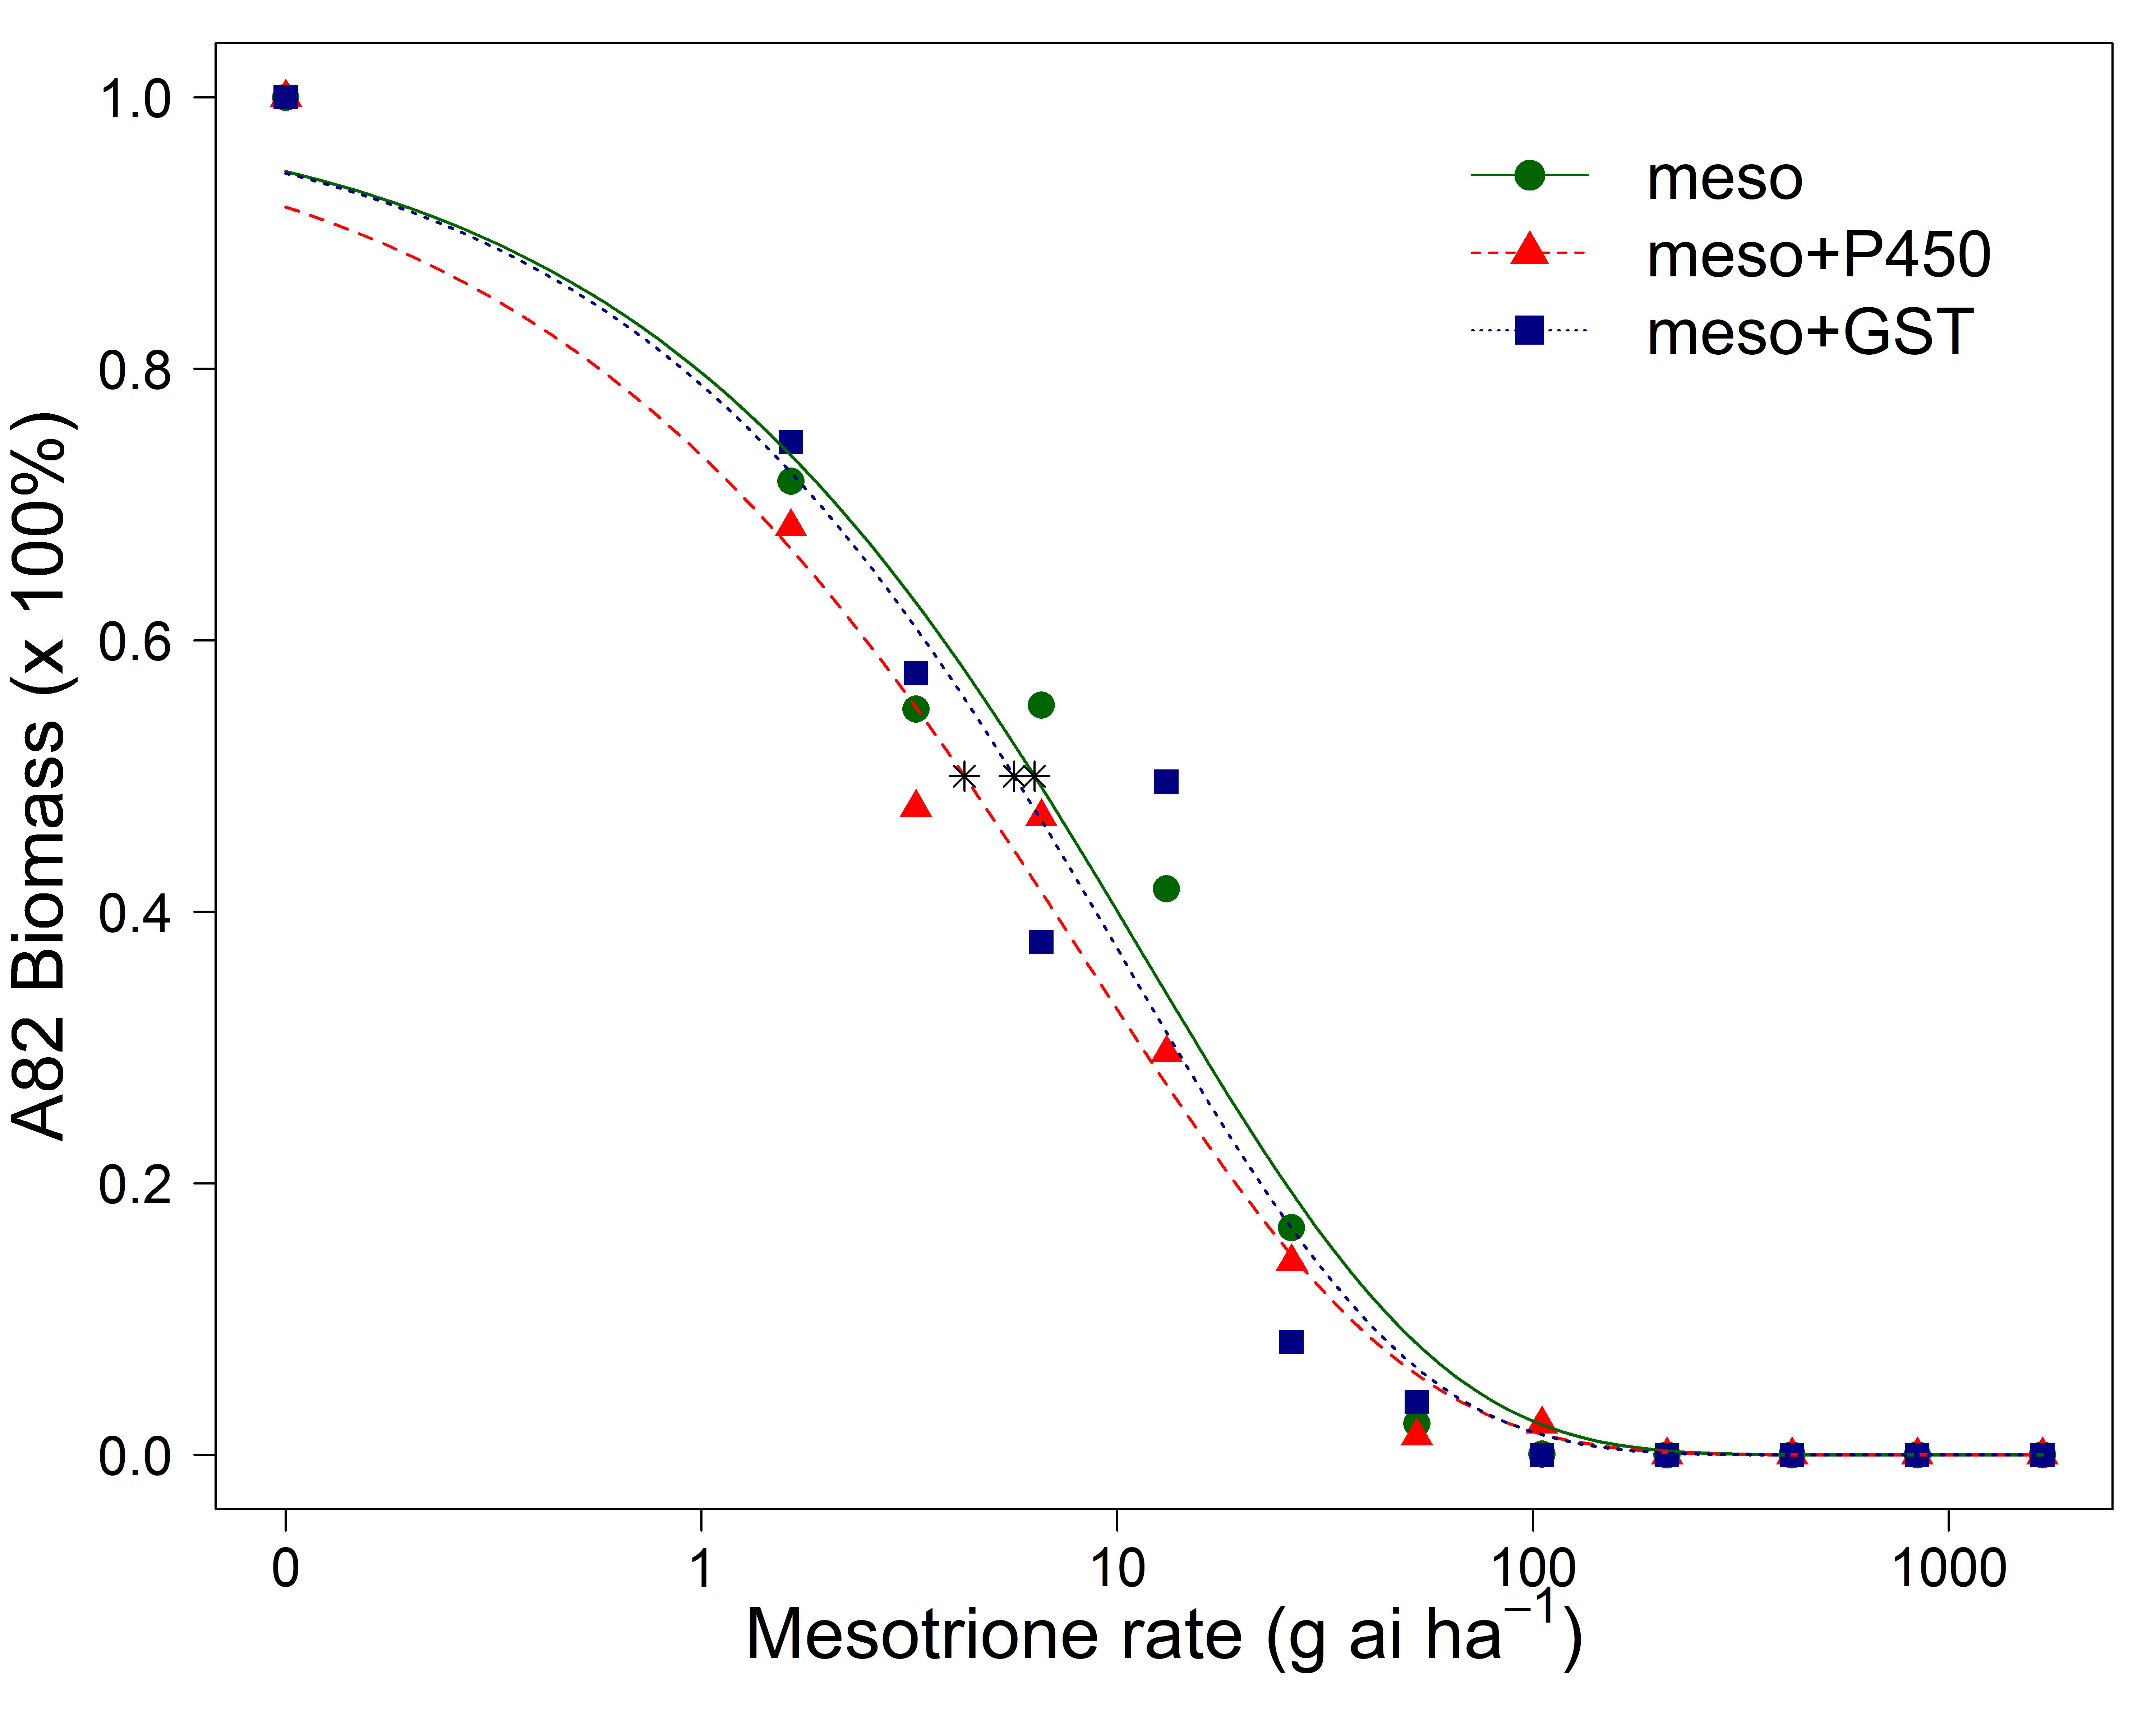 A82 Biomass (x 100%)
1.0
0.8
0.6
0.4
0.2
0.0
meso
meso+P450
meso+GST
0 1 10 100 1000
Mesotrione rate (g ai ha⁻¹)